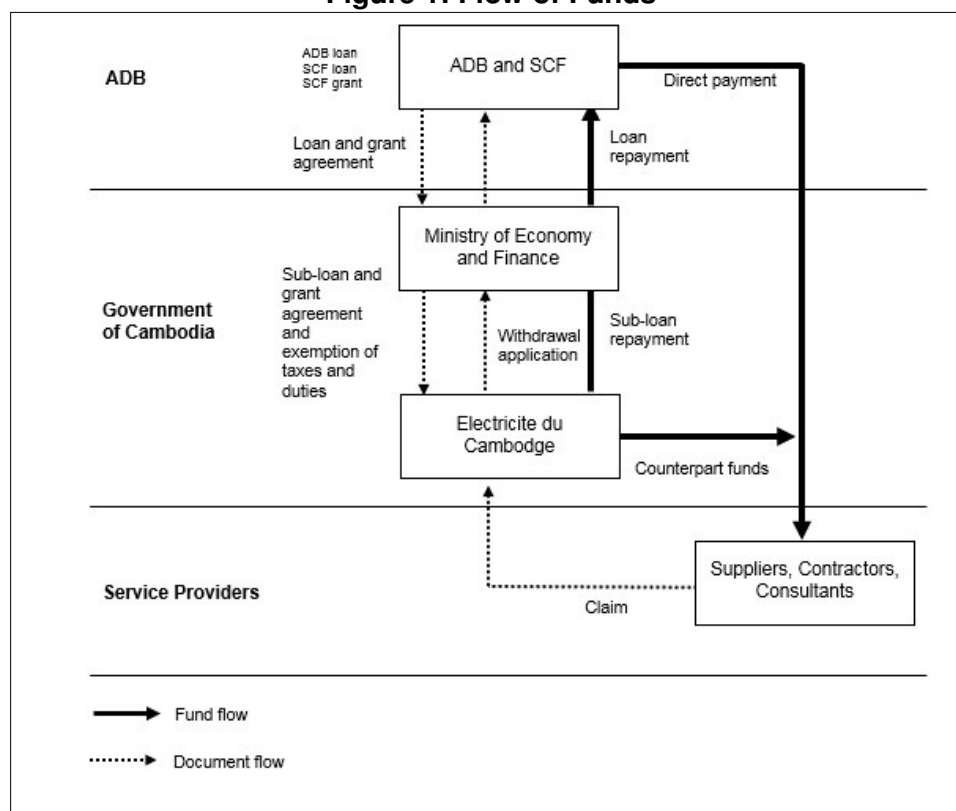 Figure 1: Flow of Funds
ADB
ADB loan
SCF loan
SCF grant
ADB and SCF
Direct payment
Loan and grant
agreement
Loan
repayment
Ministry of Economy
and Finance
Government
of Cambodia
Sub-loan and
grant
agreement
and
exemption of
taxes and
duties
Withdrawal
application
Sub-loan
repayment
Electricite du
Cambodge
Counterpart funds
Service Providers
Suppliers, Contractors,
Consultants
Claim
Fund flow
Document flow